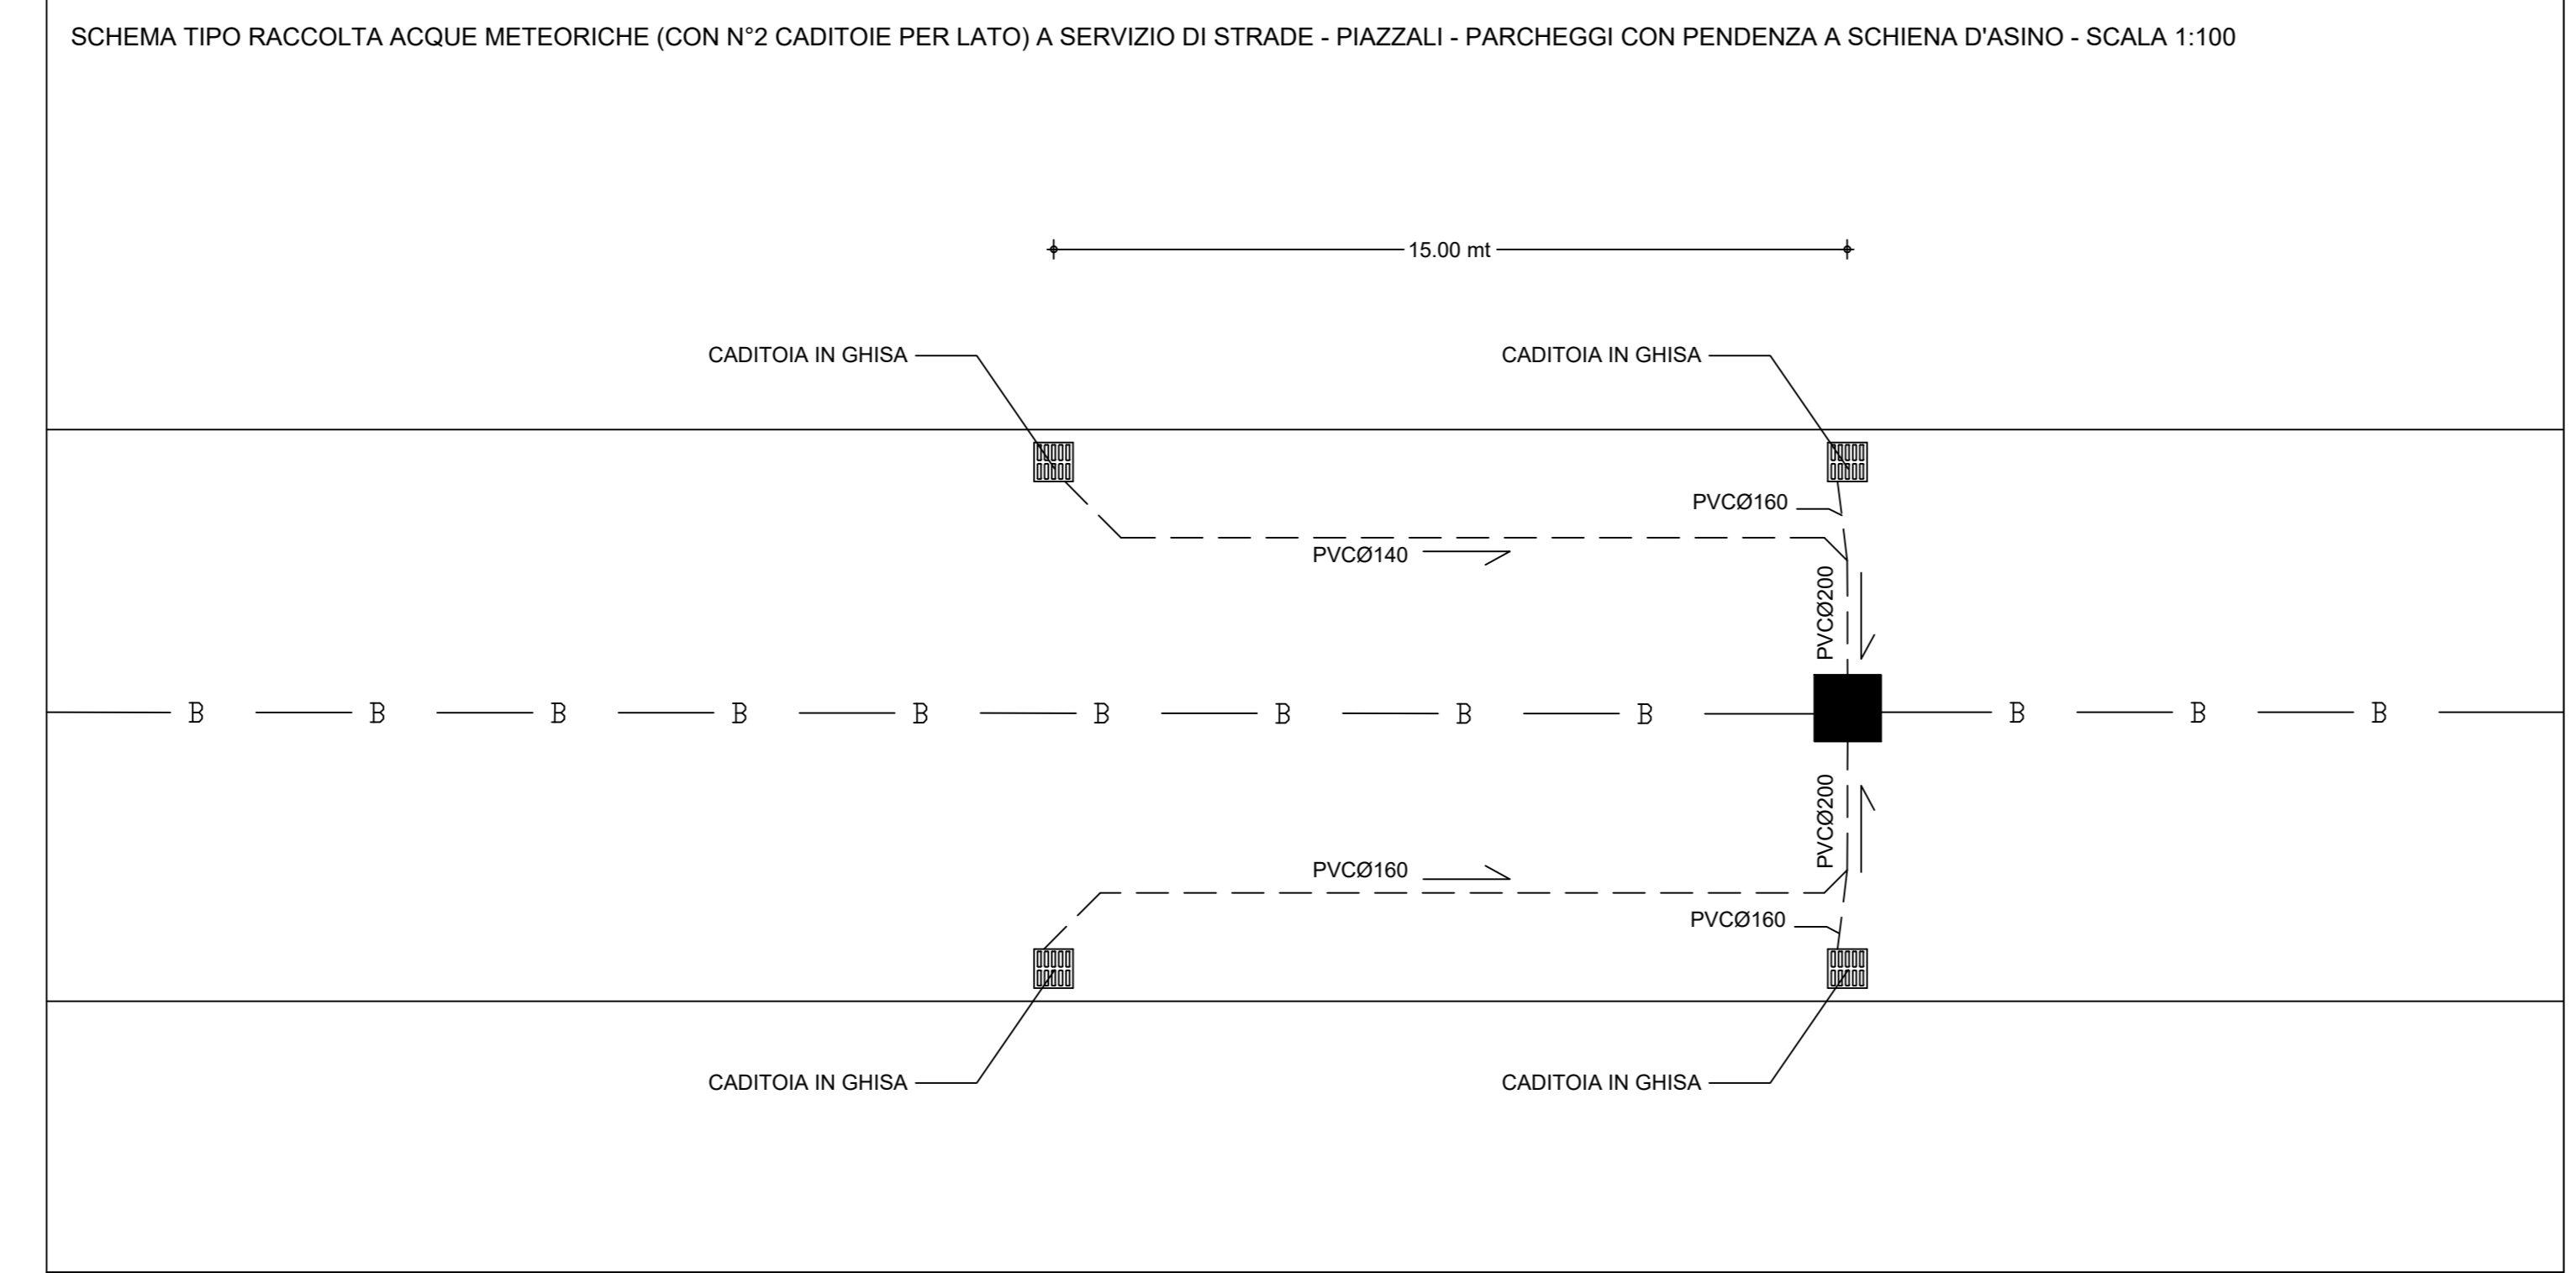 SCHEMA TIPO RACCOLTA ACQUE METEORICHE (CON N°2 CADITOIE PER LATO) A SERVIZIO DI STRADE - PIAZZALI - PARCHEGGI CON PENDENZA A SCHIENA D'ASINO - SCALA 1:100
15.00 mt
CADITOIA IN GHISA
CADITOIA IN GHISA
PVCØ160
PVCØ140
PVCØ200
B B B B B B B B B B B B
PVCØ200
PVCØ160
PVCØ160
CADITOIA IN GHISA
CADITOIA IN GHISA